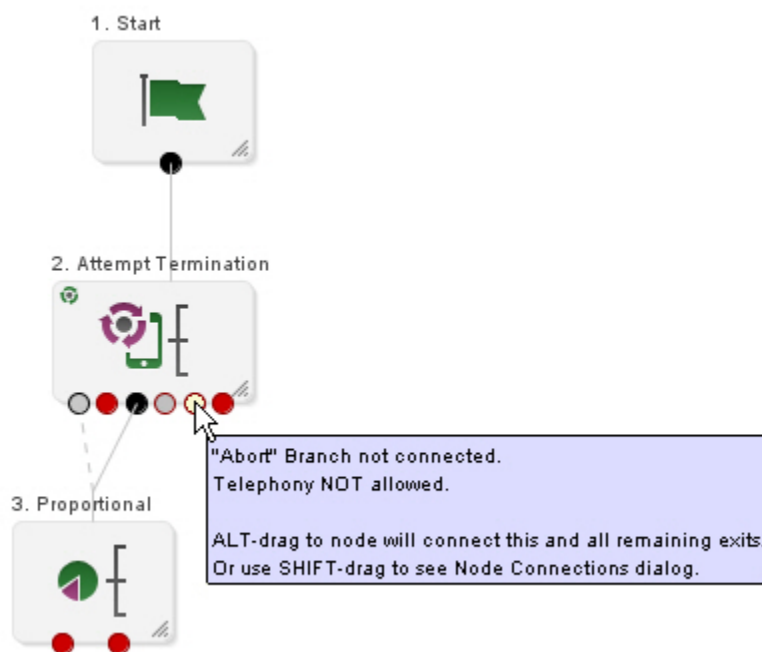 1. Start
2. Attempt Termination
"Abort" Branch not connected.
Telephony NOT allowed.
3. Proportional
ALT-drag to node will connect this and all remaining exits.
Or use SHIFT-drag to see Node Connections dialog.